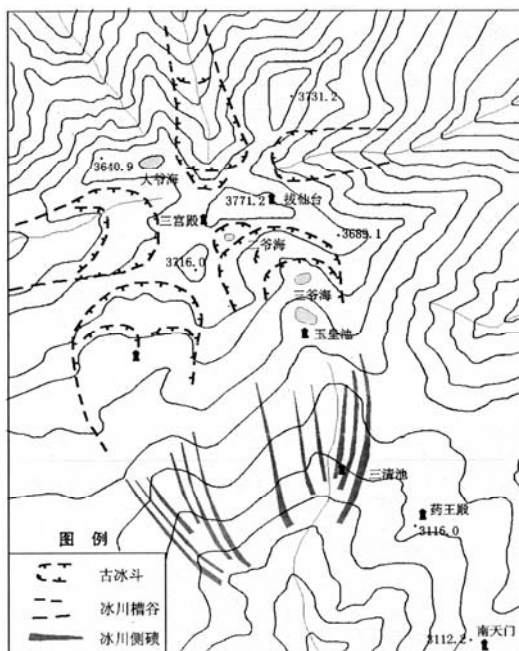 3731.2
3640.9
大爷海
3771.2
拔仙台
三官殿
二爷海
3689.1
3716.0
三爷海
玉皇池
三清池
药王殿
3116.0
图 例
古冰斗
冰川槽谷
冰川侧碛
南天门
3112.2